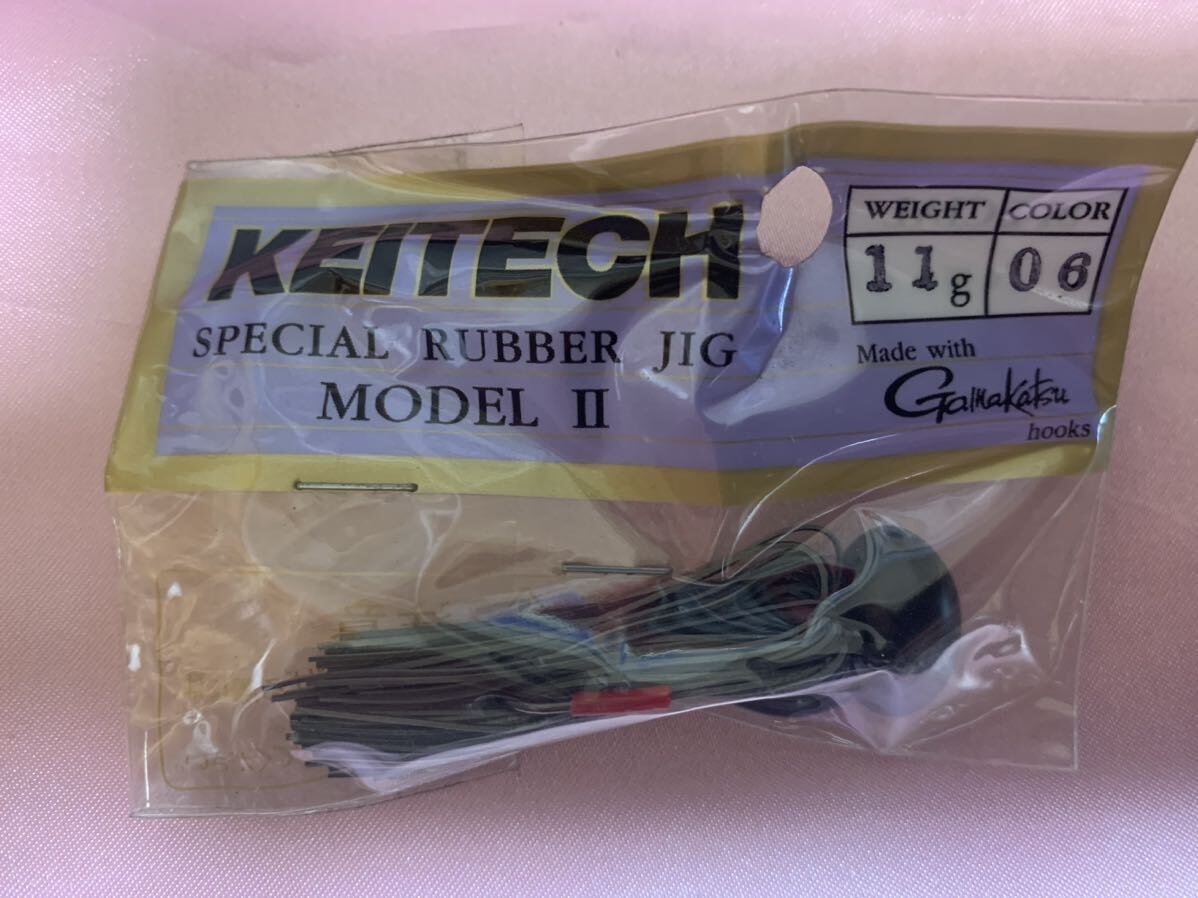 KEITECH
SPECIAL RUBBER JIG
MODEL II
WEIGHT COLOR
11g 06
Made with
Gamakatsu
hooks